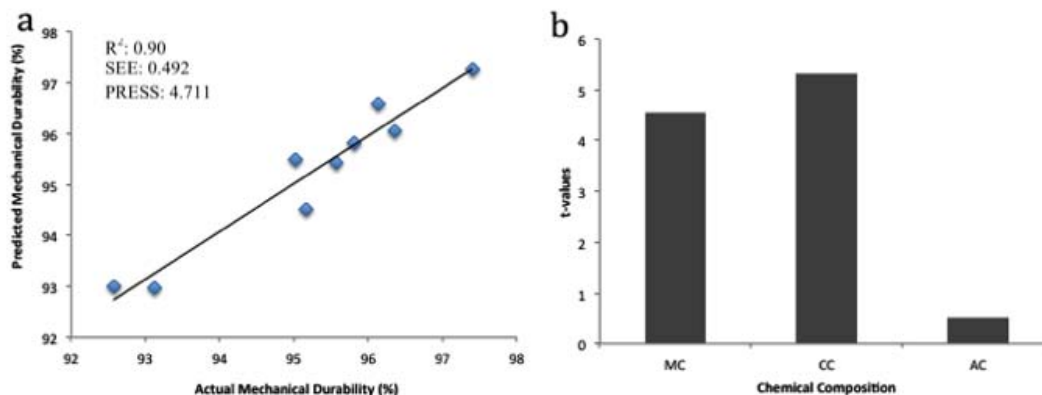 a
R²: 0.90
SEE: 0.492
PRESS: 4.711
Predicted Mechanical Durability (%)
98
97
96
95
94
93
92
92
93
94
95
96
97
98
Actual Mechanical Durability (%)
b
t-values
6
5
4
3
2
1
0
MC
CC
AC
Chemical Composition